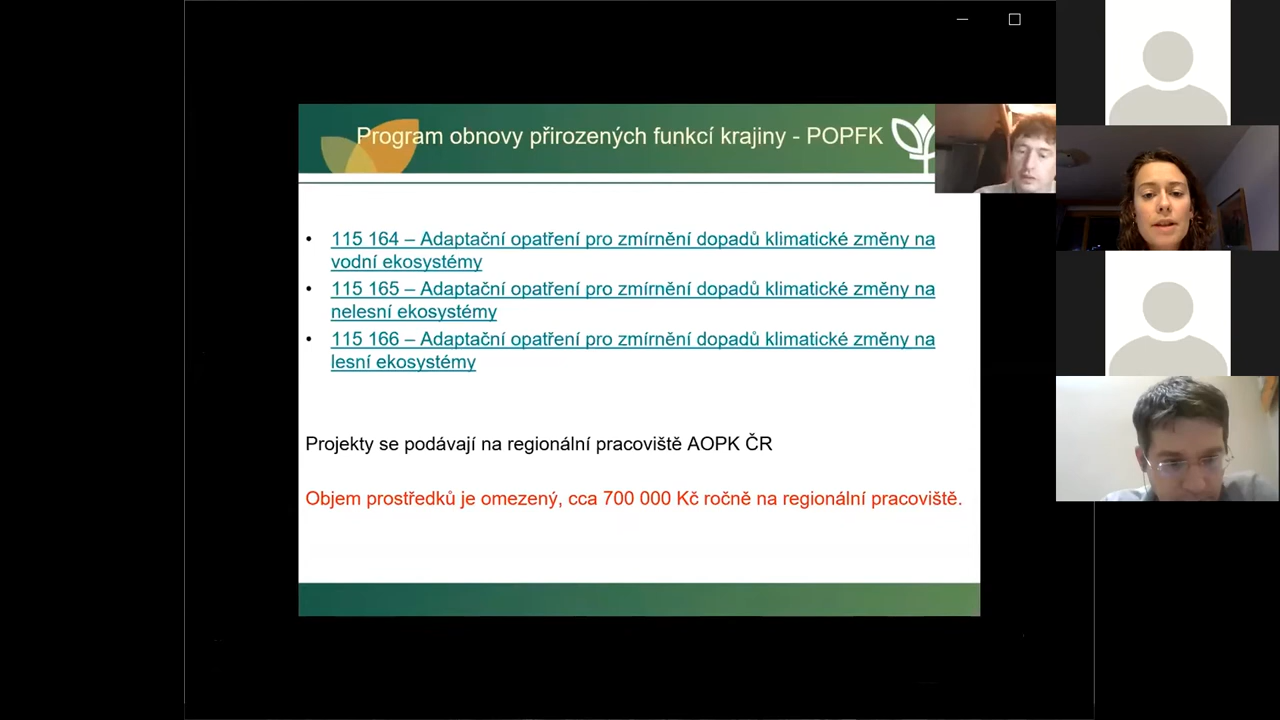 Program obnovy přirozených funkcí krajiny - POPFK
• 115 164 – Adaptační opatření pro zmírnění dopadů klimatické změny na
vodní ekosystémy
• 115 165 – Adaptační opatření pro zmírnění dopadů klimatické změny na
nelesní ekosystémy
• 115 166 – Adaptační opatření pro zmírnění dopadů klimatické změny na
lesní ekosystémy
Projekty se podávají na regionální pracoviště AOPK ČR
Objem prostředků je omezený, cca 700 000 Kč ročně na regionální pracoviště.